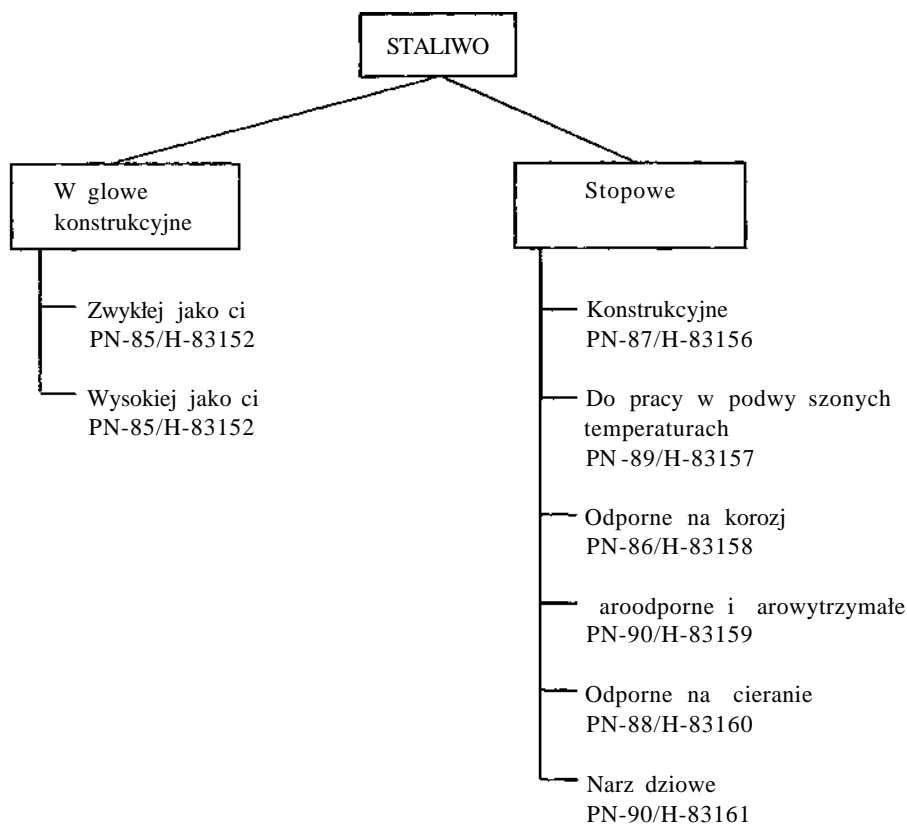 STALIWO
W glowe
konstrukcyjne
Zwykłej jako ci
PN-85/H-83152
Wysokiej jako ci
PN-85/H-83152
Stopowe
Konstrukcyjne
PN-87/H-83156
Do pracy w podwy szonych
temperaturach
PN-89/H-83157
Odporne na korozj
PN-86/H-83158
aroodporne i arowytrzymałe
PN-90/H-83159
Odporne na cieranie
PN-88/H-83160
Narz dziowe
PN-90/H-83161